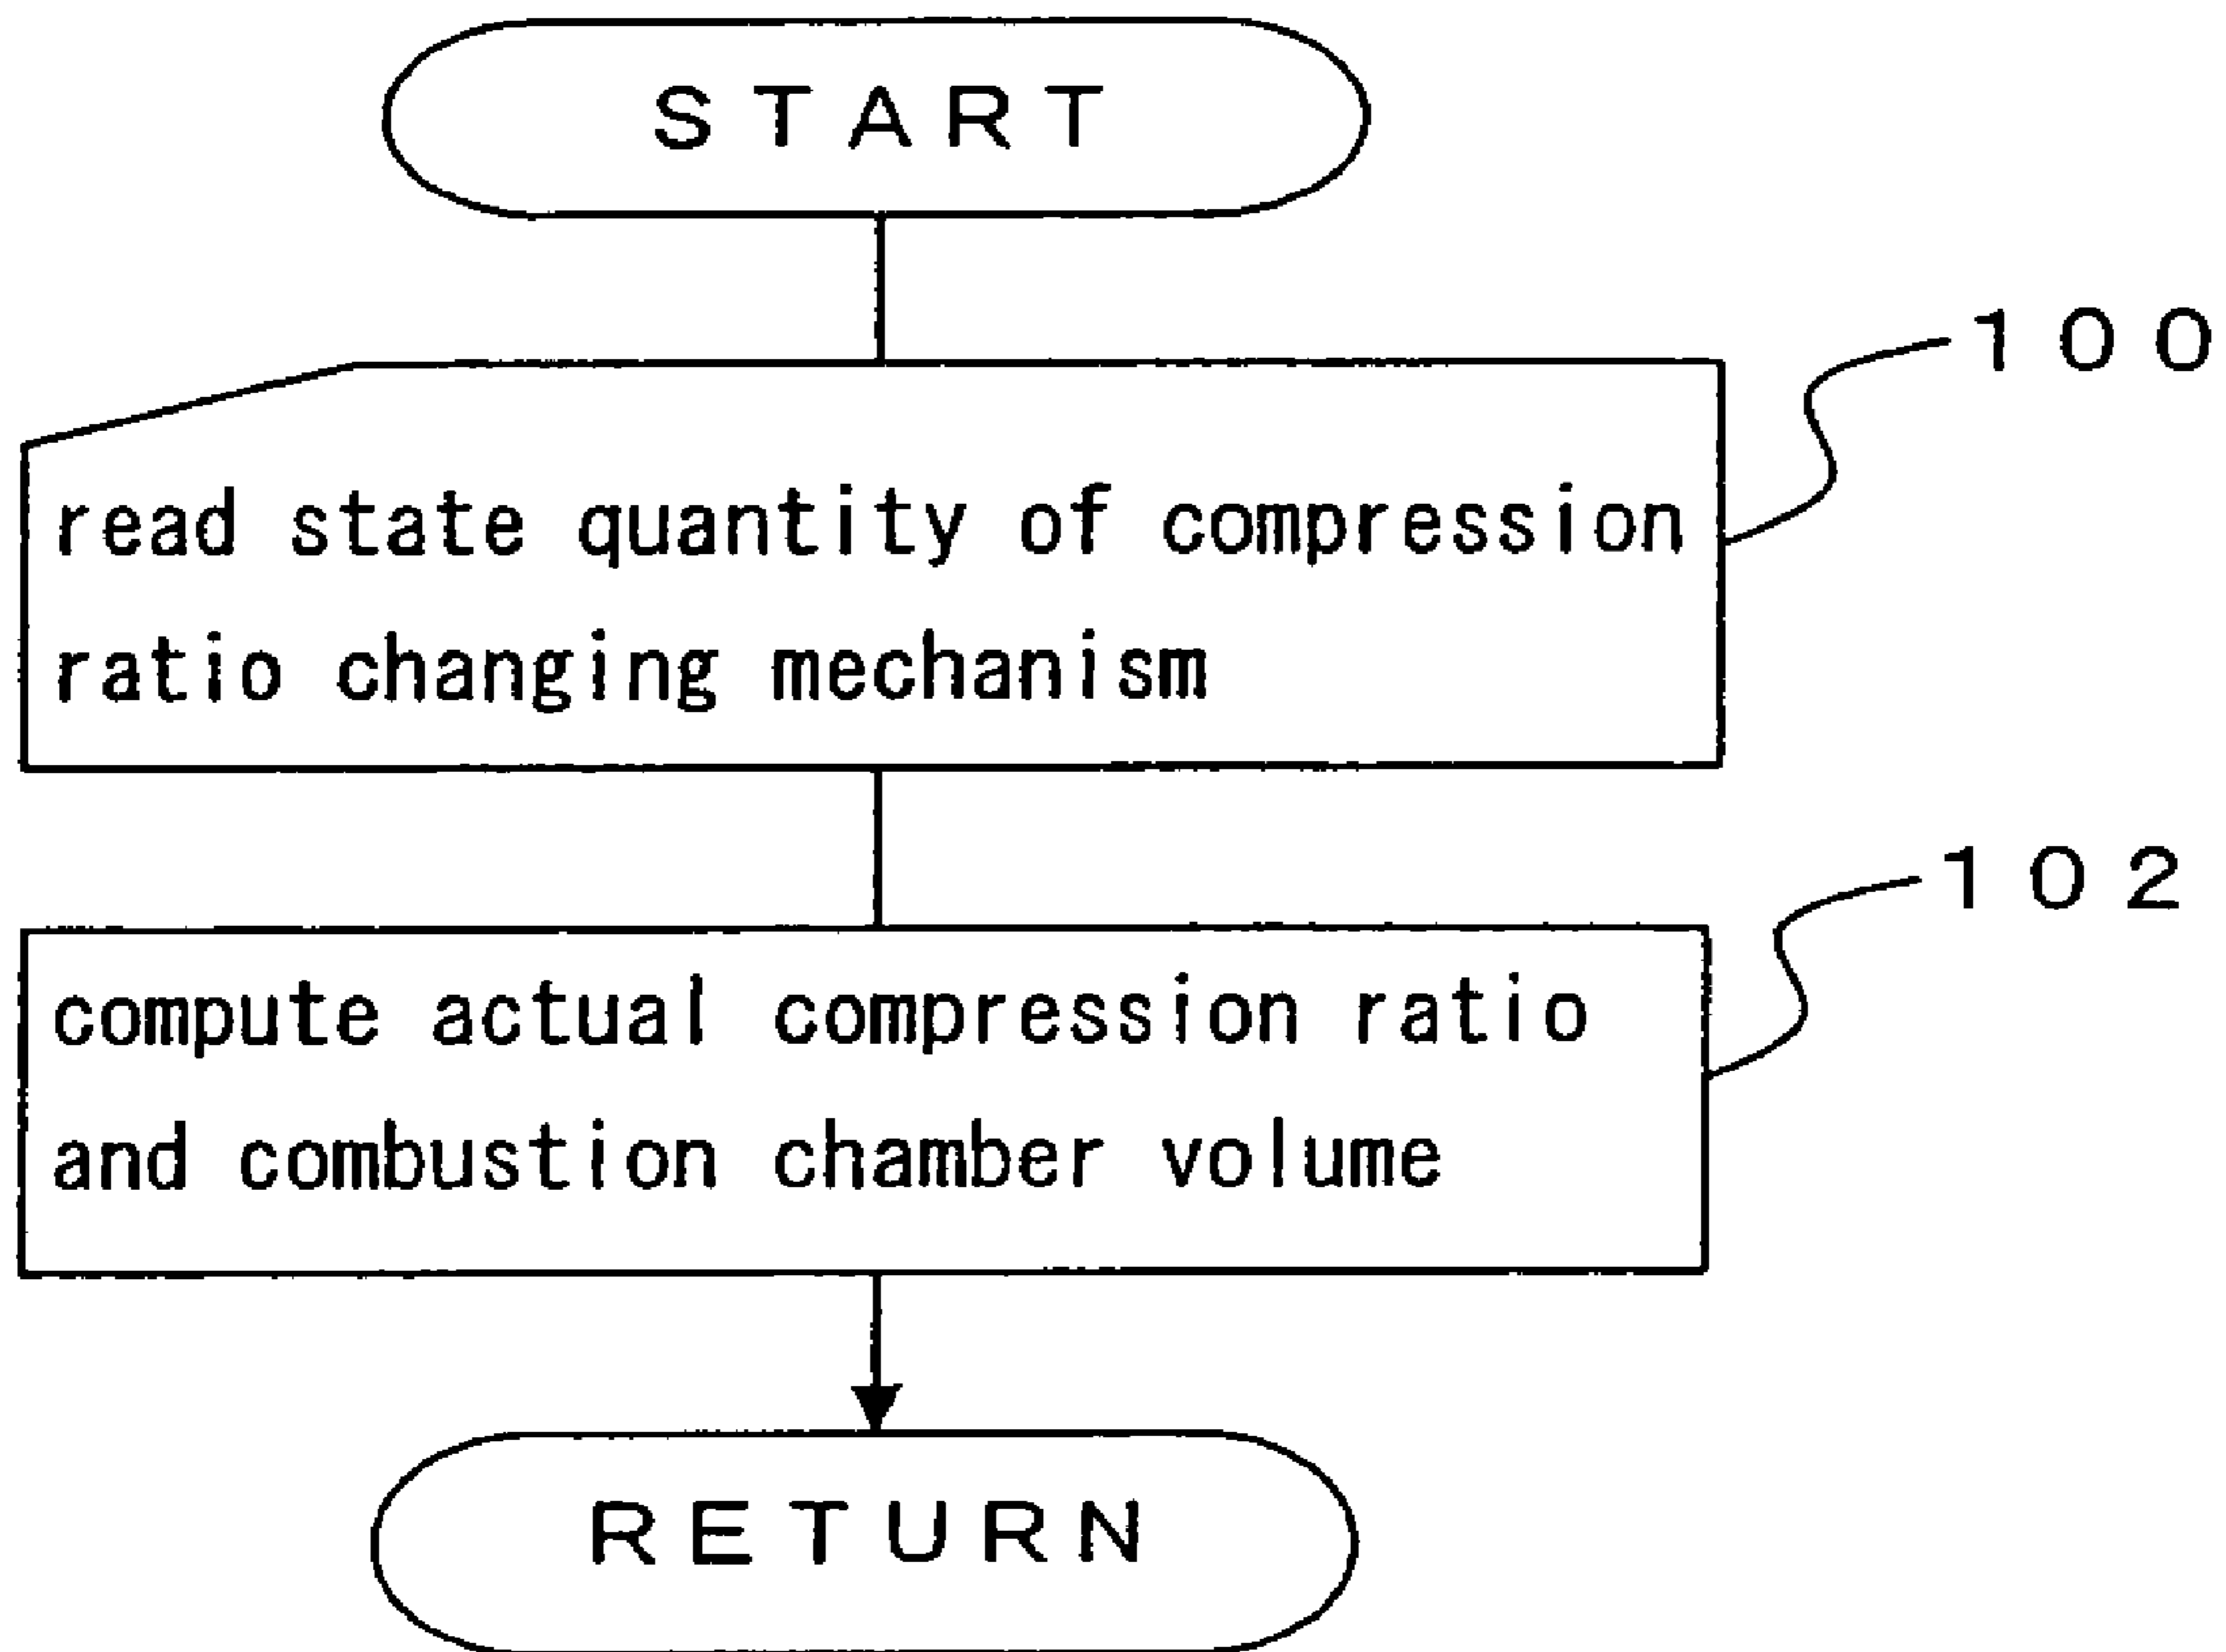 START
100
read state quantity of compression
ratio changing mechanism
102
compute actual compression ratio
and combustion chamber volume
RETURN